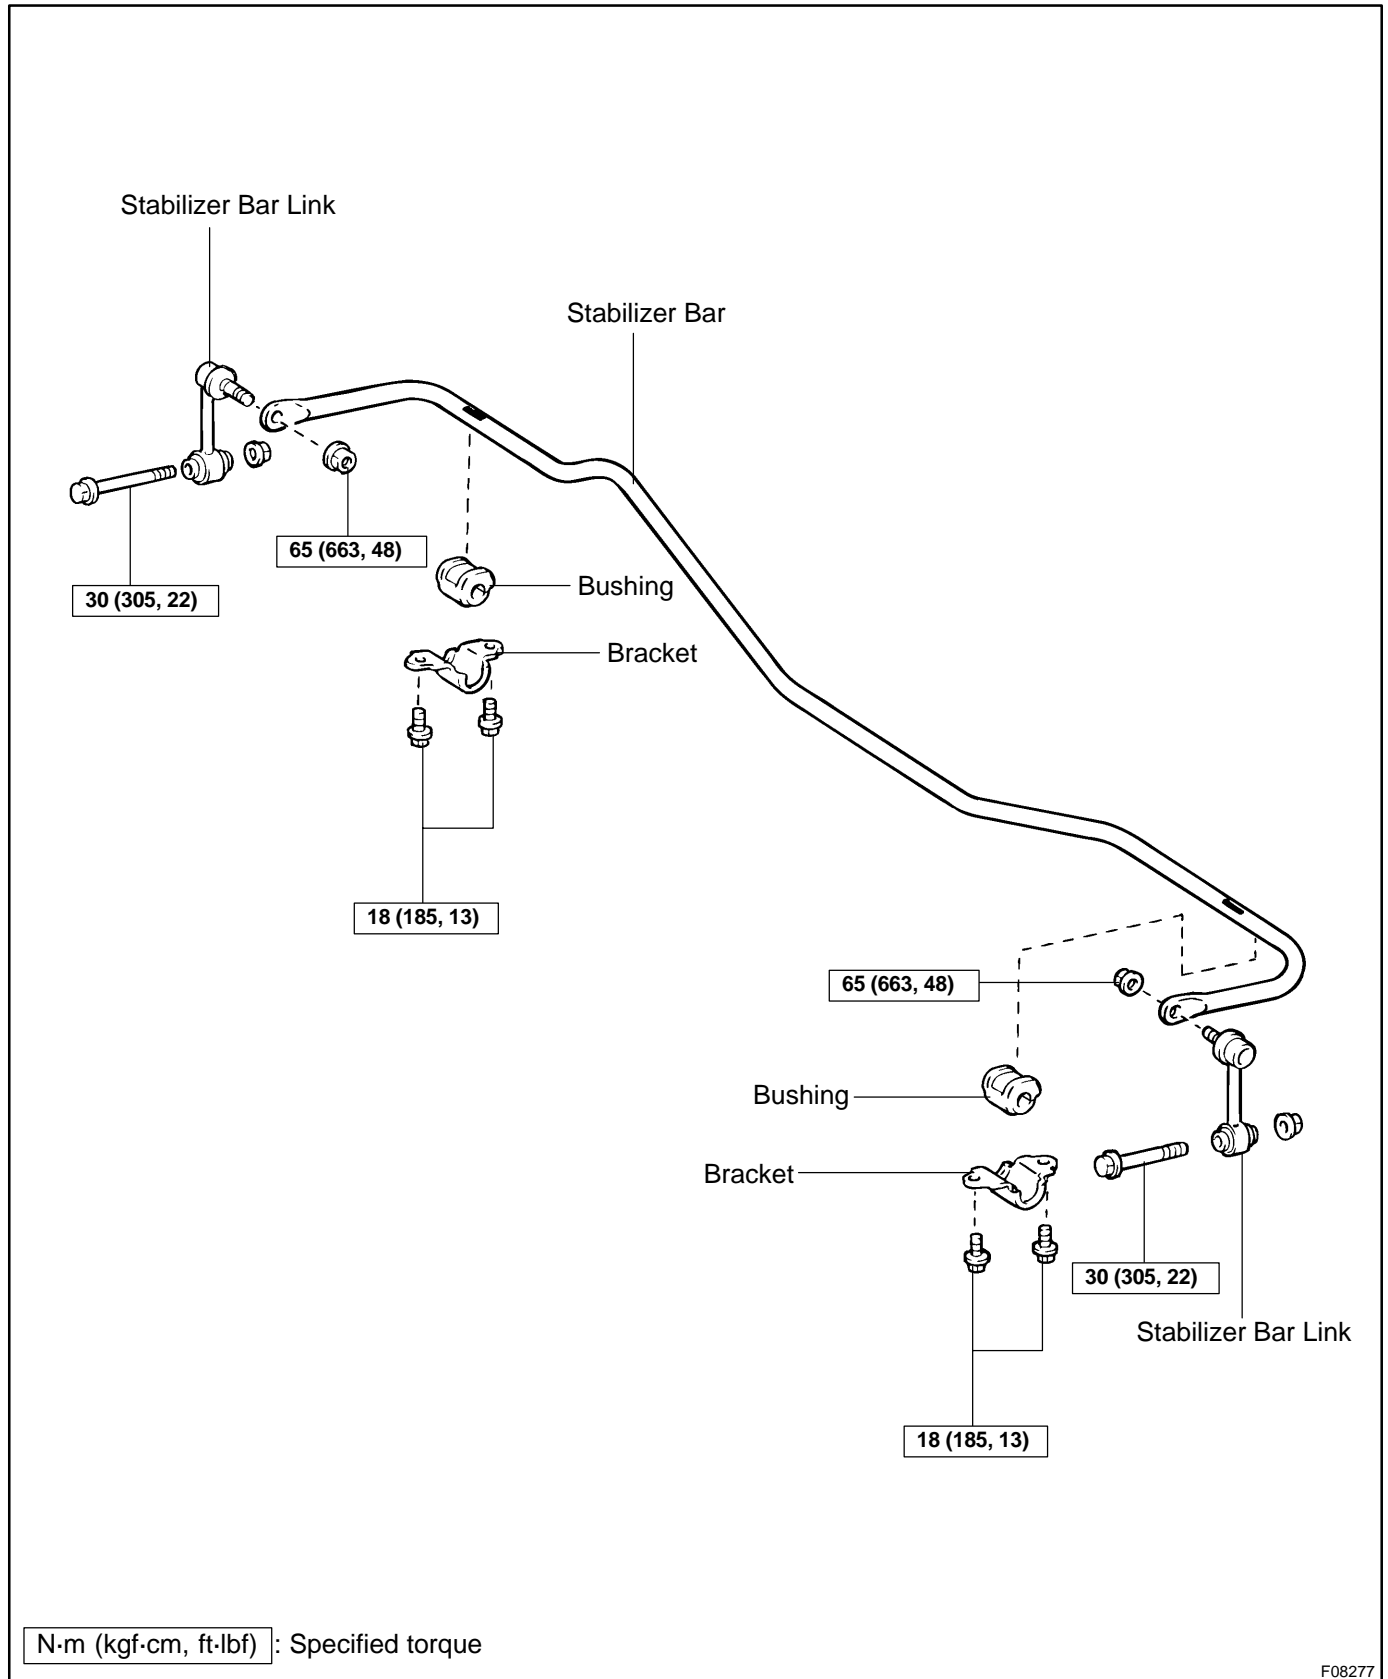 Stabilizer Bar Link
Stabilizer Bar
65 (663, 48)
30 (305, 22)
Bushing
Bracket
18 (185, 13)
65 (663, 48)
Bushing
Bracket
30 (305, 22)
Stabilizer Bar Link
18 (185, 13)
N·m (kgf·cm, ft·lbf) : Specified torque
F08277